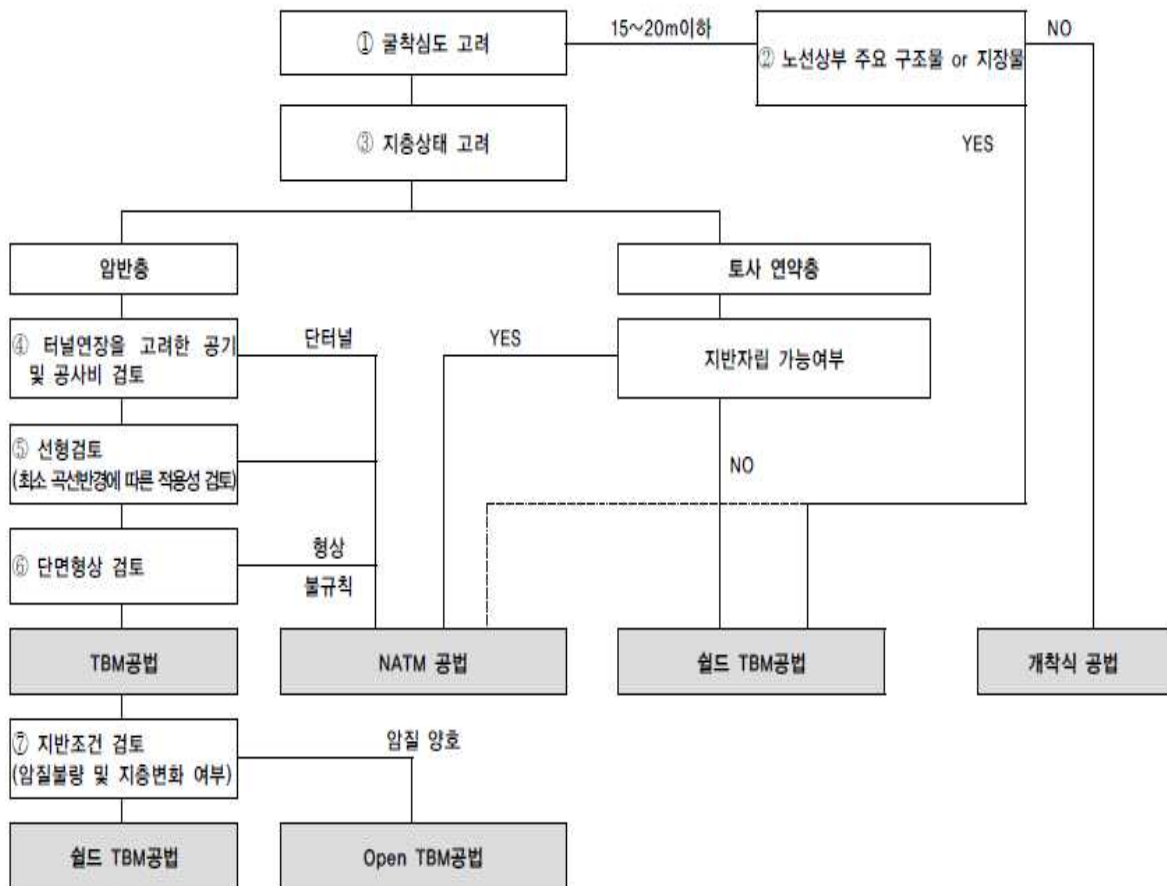 ① 굴착심도 고려
15~20m이하
② 노선상부 주요 구조물 or 지장물
NO
③ 지층상태 고려
YES
암반층
토사 연약층
④ 터널연장을 고려한 공기
및 공사비 검토
단터널
YES
지반자립 가능여부
⑤ 선형검토
(최소 곡선반경에 따른 적용성 검토)
NO
⑥ 단면형상 검토
형상
불규칙
TBM공법
NATM 공법
쉴드 TBM공법
개착식 공법
⑦ 지반조건 검토
(암질불량 및 지층변화 여부)
암질 양호
쉴드 TBM공법
Open TBM공법